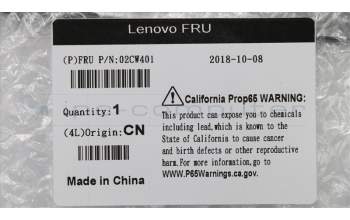 Lenovo FRU
(P)FRU P/N:02CW401
2018-10-08
Quantity:1
(4L)Origin:CN
Made in China
California Prop65 WARNING:
This product can expose you to chemicals
including lead,which is known to the
State of California to cause cancer
and birth defects or other reproductive
harm.For more information,go to
WWW.P65Warnings.ca.gov.